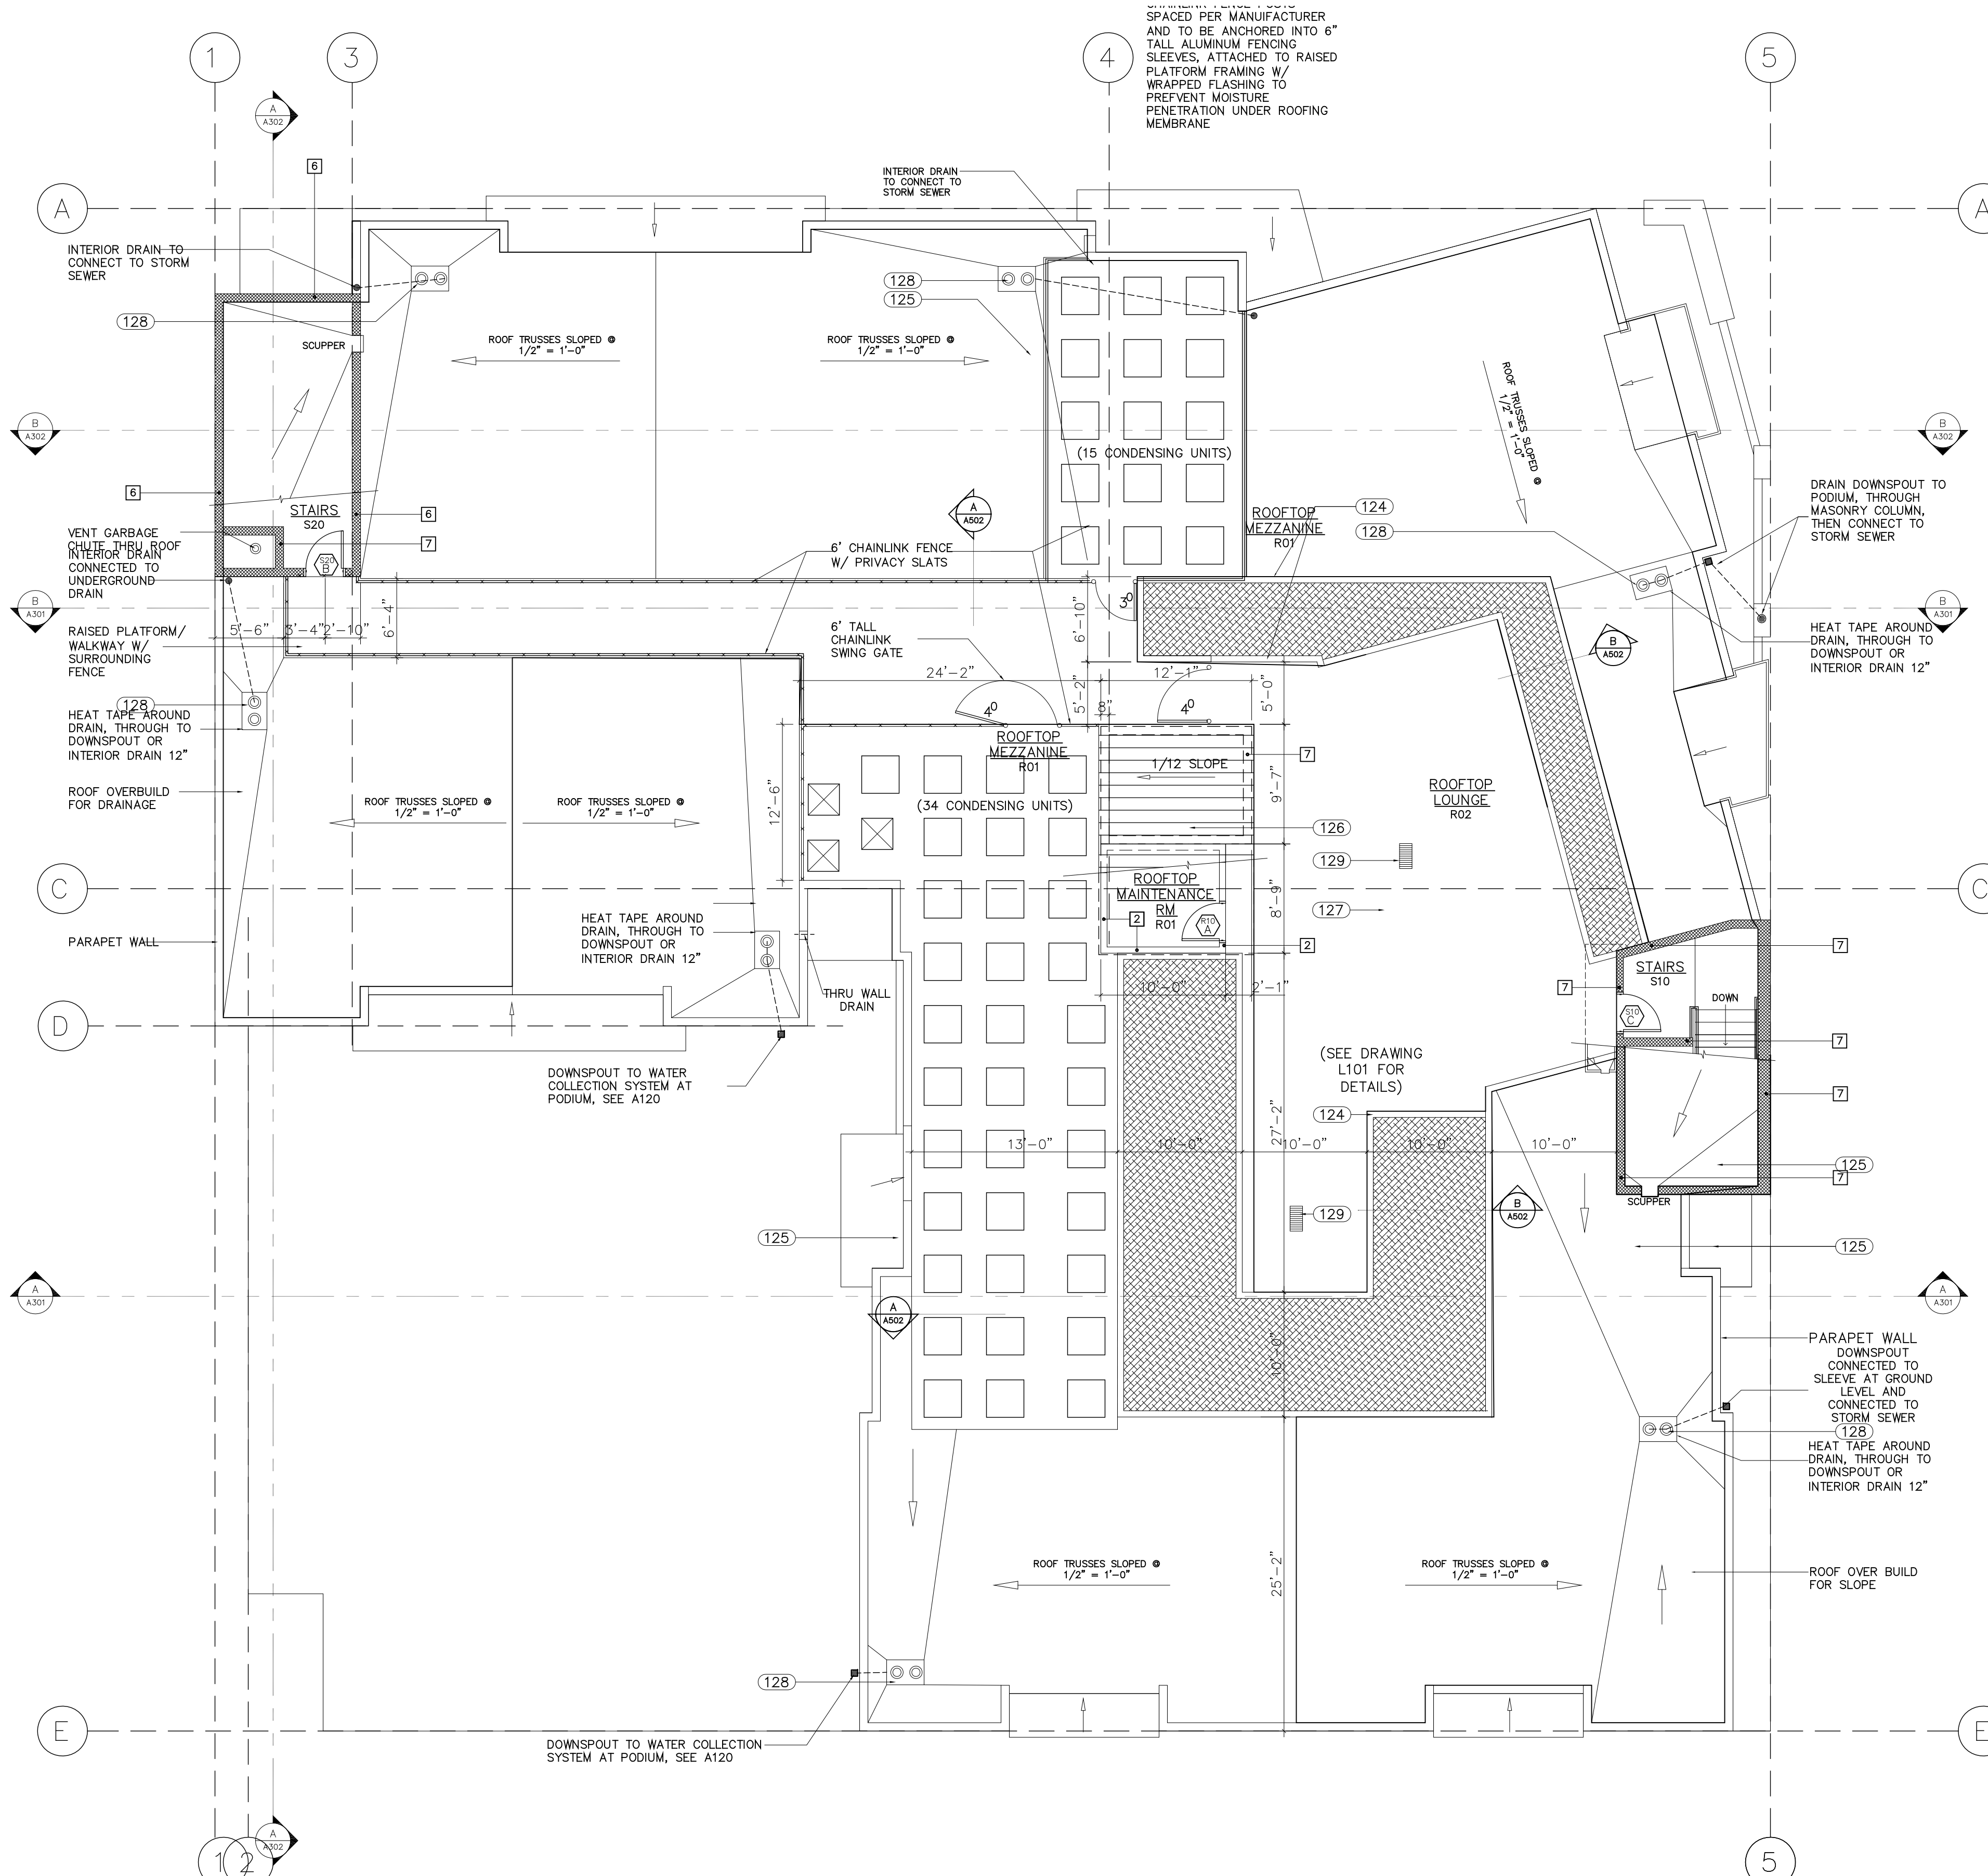 SPACED PER MANUIFACTURER
AND TO BE ANCHORED INTO 6"
TALL ALUMINUM FENCING
SLEEVES, ATTACHED TO RAISED
PLATFORM FRAMING W/
WRAPPED FLASHING TO
PREFVENT MOISTURE
PENETRATION UNDER ROOFING
MEMBRANE
1
3
4
5
A
A302
6
INTERIOR DRAIN
TO CONNECT TO
STORM SEWER
A
A
INTERIOR DRAIN TO
CONNECT TO STORM
SEWER
128
128
125
SCUPPER
ROOF TRUSSES SLOPED @
1/2" = 1'-0"
ROOF TRUSSES SLOPED @
1/2" = 1'-0"
ROOF TRUSSES SLOPED @
1/2" = 1'-0"
B
A302
B
A302
(15 CONDENSING UNITS)
6
STAIRS
S20
6
7
A
A502
ROOFTOP
MEZZANINE
R01
124
128
DRAIN DOWNSPOUT TO
PODIUM, THROUGH
MASONRY COLUMN,
THEN CONNECT TO
STORM SEWER
VENT GARBAGE
CHUTE THRU ROOF
INTERIOR DRAIN
CONNECTED TO
UNDERGROUND
DRAIN
S20
B
6' CHAINLINK FENCE
W/ PRIVACY SLATS
B
A301
B
A301
5'-6"
3'-4"
2'-10"
6'-4"
6'-10"
3⁰
RAISED PLATFORM/
WALKWAY W/
SURROUNDING
FENCE
6' TALL
CHAINLINK
SWING GATE
B
A502
HEAT TAPE AROUND
DRAIN, THROUGH TO
DOWNSPOUT OR
INTERIOR DRAIN 12"
128
HEAT TAPE AROUND
DRAIN, THROUGH TO
DOWNSPOUT OR
INTERIOR DRAIN 12"
24'-2"
12'-1"
5'-2"
8"
5'-0"
4⁰
4⁰
ROOFTOP
MEZZANINE
R01
1/12 SLOPE
7
ROOF OVERBUILD
FOR DRAINAGE
ROOF TRUSSES SLOPED @
1/2" = 1'-0"
ROOF TRUSSES SLOPED @
1/2" = 1'-0"
12'-6"
(34 CONDENSING UNITS)
9'-7"
ROOFTOP
LOUNGE
R02
126
129
C
C
ROOFTOP
MAINTENANCE
RM
R01
2
R10
A
8'-9"
127
2
PARAPET WALL
HEAT TAPE AROUND
DRAIN, THROUGH TO
DOWNSPOUT OR
INTERIOR DRAIN 12"
THRU WALL
DRAIN
10'-0"
2'-1"
7
STAIRS
S10
7
DOWN
S10
C
D
7
DOWNSPOUT TO WATER
COLLECTION SYSTEM AT
PODIUM, SEE A120
(SEE DRAWING
L101 FOR
DETAILS)
7
124
27'-2"
13'-0"
10'-0"
10'-0"
10'-0"
10'-0"
125
7
SCUPPER
129
B
A502
125
125
A
A301
A
A301
A
A502
10'-0"
PARAPET WALL
DOWNSPOUT
CONNECTED TO
SLEEVE AT GROUND
LEVEL AND
CONNECTED TO
STORM SEWER
128
HEAT TAPE AROUND
DRAIN, THROUGH TO
DOWNSPOUT OR
INTERIOR DRAIN 12"
ROOF TRUSSES SLOPED @
1/2" = 1'-0"
ROOF TRUSSES SLOPED @
1/2" = 1'-0"
25'-2"
ROOF OVER BUILD
FOR SLOPE
128
E
E
DOWNSPOUT TO WATER COLLECTION
SYSTEM AT PODIUM, SEE A120
A
A302
1
2
5